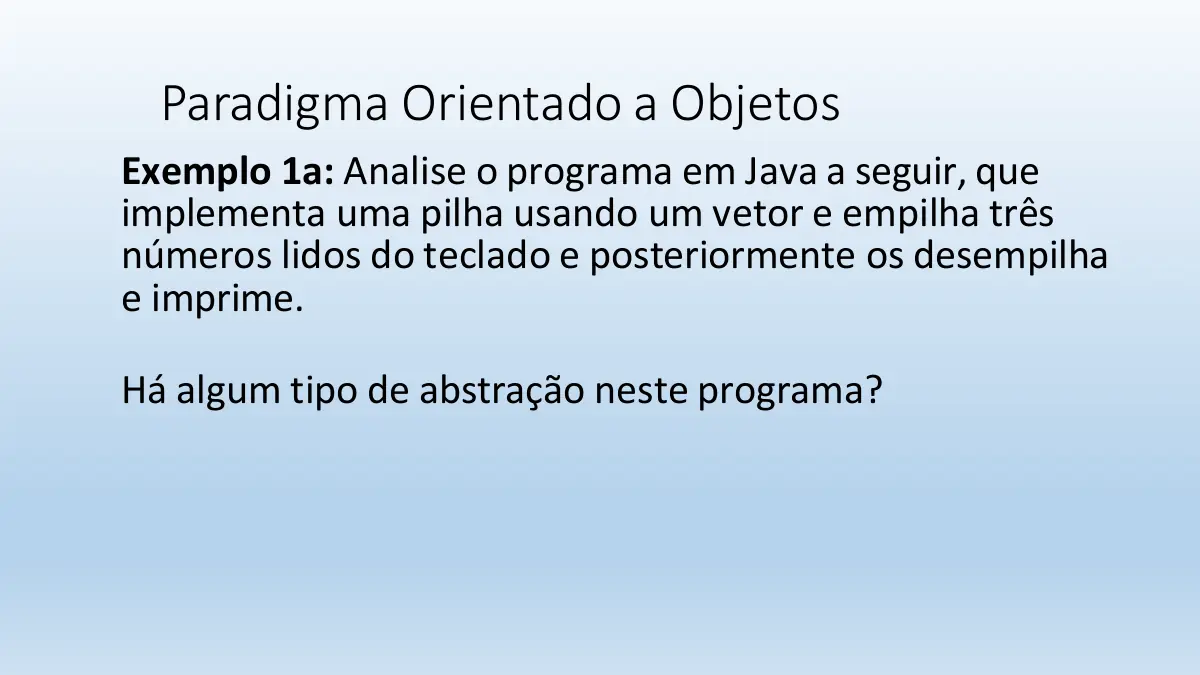 Paradigma Orientado a Objetos
Exemplo 1a: Analise o programa em Java a seguir, que
implementa uma pilha usando um vetor e empilha três
números lidos do teclado e posteriormente os desempilha
e imprime.
Há algum tipo de abstração neste programa?